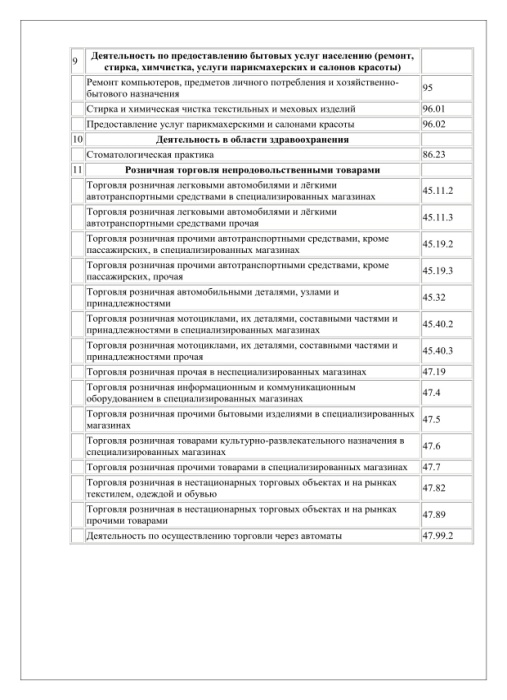 9
Деятельность по предоставлению бытовых услуг населению (ремонт,
стирка, химчистка, услуги парикмахерских и салонов красоты)
Ремонт компьютеров, предметов личного потребления и хозяйственно-
бытового назначения
95
Стирка и химическая чистка текстильных и меховых изделий 96.01
Предоставление услуг парикмахерскими и салонами красоты 96.02
10 Деятельность в области здравоохранения
Стоматологическая практика 86.23
11 Розничная торговля непродовольственными товарами
Торговля розничная легковыми автомобилями и лёгкими
автотранспортными средствами в специализированных магазинах
45.11.2
Торговля розничная легковыми автомобилями и лёгкими
автотранспортными средствами прочая
45.11.3
Торговля розничная прочими автотранспортными средствами, кроме
пассажирских, в специализированных магазинах
45.19.2
Торговля розничная прочими автотранспортными средствами, кроме
пассажирских, прочая
45.19.3
Торговля розничная автомобильными деталями, узлами и
принадлежностями
45.32
Торговля розничная мотоциклами, их деталями, составными частями и
принадлежностями в специализированных магазинах
45.40.2
Торговля розничная мотоциклами, их деталями, составными частями и
принадлежностями прочая
45.40.3
Торговля розничная прочая в неспециализированных магазинах 47.19
Торговля розничная информационным и коммуникационным
оборудованием в специализированных магазинах
47.4
Торговля розничная прочими бытовыми изделиями в специализированных
магазинах
47.5
Торговля розничная товарами культурно-развлекательного назначения в
специализированных магазинах
47.6
Торговля розничная прочими товарами в специализированных магазинах 47.7
Торговля розничная в нестационарных торговых объектах и на рынках
текстилем, одеждой и обувью
47.82
Торговля розничная в нестационарных торговых объектах и на рынках
прочими товарами
47.89
Деятельность по осуществлению торговли через автоматы 47.99.2